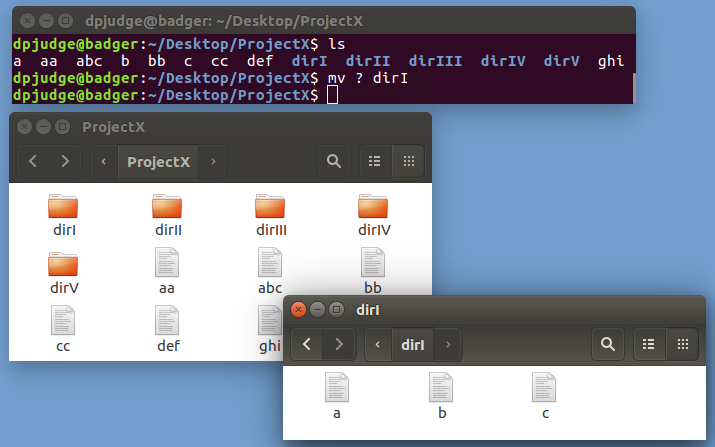 dpjudge@badger: ~/Desktop/ProjectX
dpjudge@badger:~/Desktop/ProjectX$ ls
a aa abc b bb c cc def dirI dirII dirIII dirIV dirV ghi
dpjudge@badger:~/Desktop/ProjectX$ mv ? dirI
dpjudge@badger:~/Desktop/ProjectX$
ProjectX
ProjectX
dirI dirII dirIII dirIV
dirV aa abc bb
cc def ghi
dirI
dirI
a b c